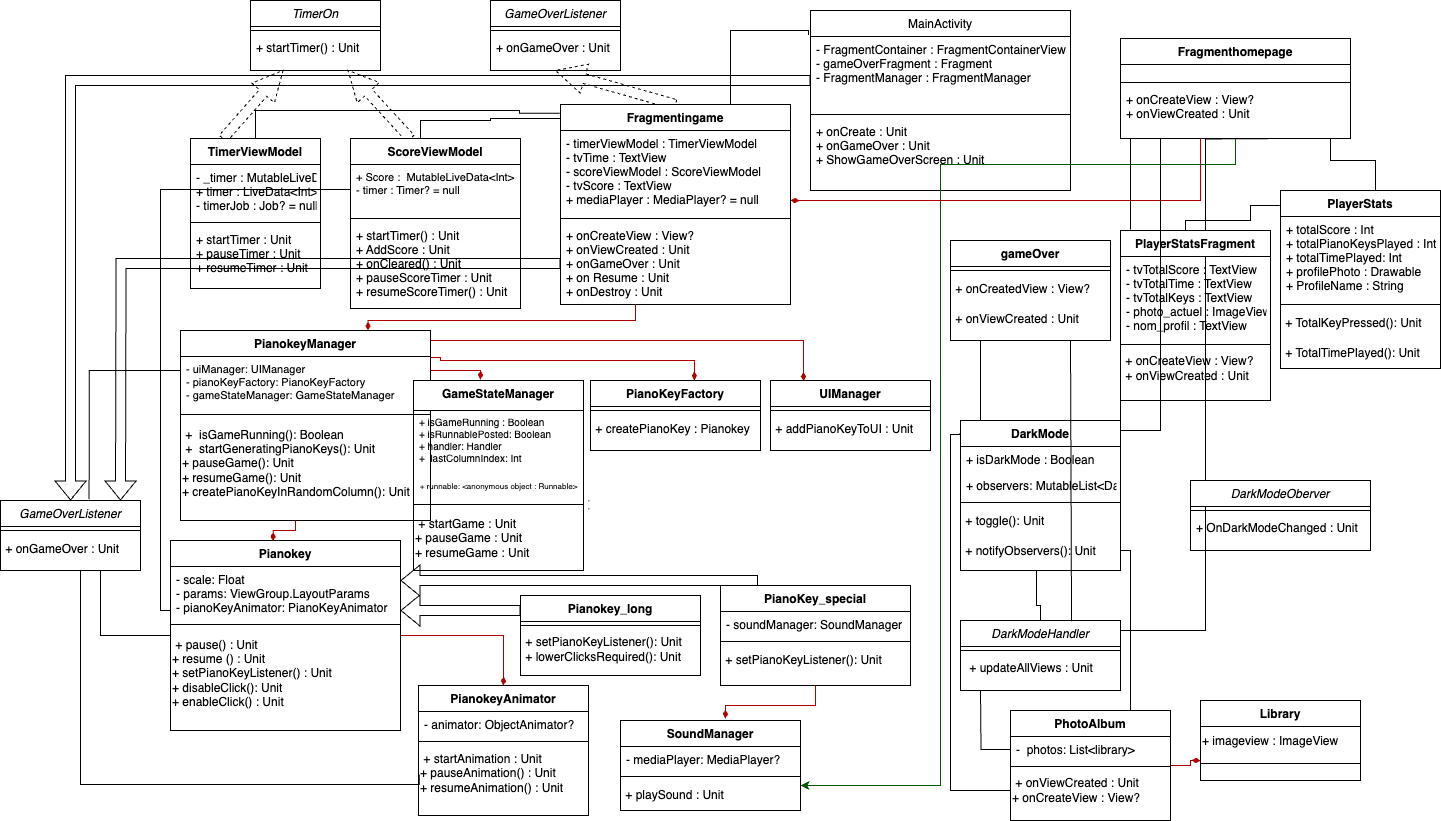 TimerOn
+ startTimer() : Unit
GameOverListener
+ onGameOver : Unit
MainActivity
- FragmentContainer : FragmentContainerView
- gameOverFragment : Fragment
- FragmentManager : FragmentManager
+ onCreate : Unit
+ onGameOver : Unit
+ ShowGameOverScreen : Unit
Fragmenthomepage
+ onCreateView : View?
+ onViewCreated : Unit
TimerViewModel
- _timer : MutableLiveD
+ timer : LiveData<Int>
- timerJob : Job? = null
+ startTimer : Unit
+ pauseTimer : Unit
+ resumeTimer : Unit
ScoreViewModel
+ Score : MutableLiveData<Int>
- timer : Timer? = null
+ startTimer() : Unit
+ AddScore : Unit
+ onCleared() : Unit
+ pauseScoreTimer : Unit
+ resumeScoreTimer() : Unit
Fragmentingame
- timerViewModel : TimerViewModel
- tvTime : TextView
- scoreViewModel : ScoreViewModel
- tvScore : TextView
+ mediaPlayer : MediaPlayer? = null
+ onCreateView : View?
+ onViewCreated : Unit
+ onGameOver : Unit
+ on Resume : Unit
+ onDestroy : Unit
gameOver
+ onCreatedView : View?
+ onViewCreated : Unit
PlayerStatsFragment
- tvTotalScore : TextView
- tvTotalTime : TextView
- tvTotalKeys : TextView
- photo_actuel : ImageView
- nom_profil : TextView
+ onCreateView : View?
+ onViewCreated : Unit
PlayerStats
+ totalScore : Int
+ totalPianoKeysPlayed : Int
+ totalTimePlayed: Int
+ profilePhoto : Drawable
+ ProfileName : String
+ TotalKeyPressed(): Unit
+ TotalTimePlayed(): Unit
PianokeyManager
- uiManager: UIManager
- pianoKeyFactory: PianoKeyFactory
- gameStateManager: GameStateManager
+ isGameRunning(): Boolean
+ startGeneratingPianoKeys(): Unit
+ pauseGame(): Unit
+ resumeGame(): Unit
+ createPianoKeyInRandomColumn(): Unit
GameStateManager
+ isGameRunning : Boolean
+ isRunnablePosted: Boolean
+ handler: Handler
+ lastColumnIndex: Int
+ runnable: <anonymous object : Runnable>
+ startGame : Unit
+ pauseGame : Unit
+ resumeGame : Unit
PianoKeyFactory
+ createPianoKey : Pianokey
UIManager
+ addPianoKeyToUI : Unit
DarkMode
+ isDarkMode : Boolean
+ observers: MutableList<Da
+ toggle(): Unit
+ notifyObservers(): Unit
DarkModeOberver
+ OnDarkModeChanged : Unit
GameOverListener
+ onGameOver : Unit
Pianokey
- scale: Float
- params: ViewGroup.LayoutParams
- pianoKeyAnimator: PianoKeyAnimator
+ pause() : Unit
+ resume () : Unit
+ setPianoKeyListener() : Unit
+ disableClick(): Unit
+ enableClick() : Unit
Pianokey_long
+ setPianoKeyListener(): Unit
+ lowerClicksRequired(): Unit
PianoKey_special
- soundManager: SoundManager
+ setPianoKeyListener(): Unit
DarkModeHandler
+ updateAllViews : Unit
PianokeyAnimator
- animator: ObjectAnimator?
+ startAnimation : Unit
+ pauseAnimation() : Unit
+ resumeAnimation() : Unit
SoundManager
- mediaPlayer: MediaPlayer?
+ playSound : Unit
PhotoAlbum
- photos: List<library>
+ onViewCreated : Unit
+ onCreateView : View?
Library
+ imageview : ImageView